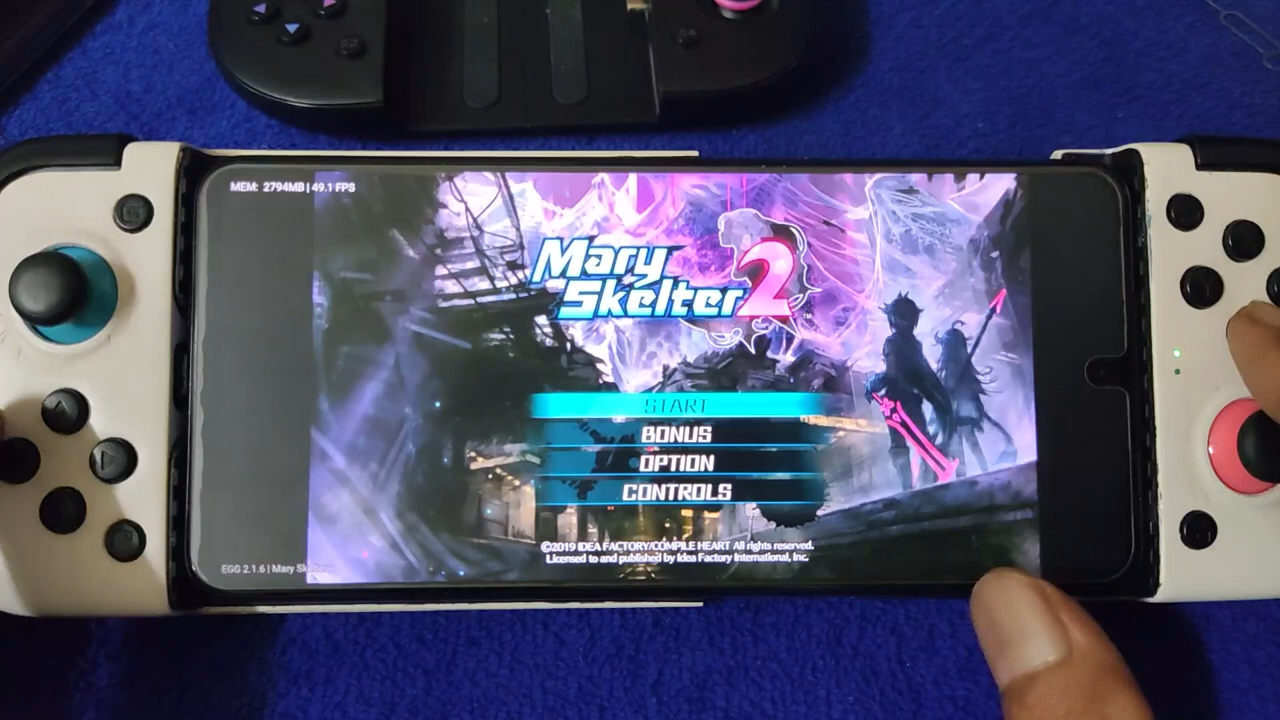 MEM: 2794MB | 49.1 FPS
Mary
Skelter 2
TM
START
BONUS
OPTION
CONTROLS
©2019 IDEA FACTORY/COMPILE HEART All rights reserved.
Licensed to and published by Idea Factory International, Inc.
EGG 2.1.6 | Mary